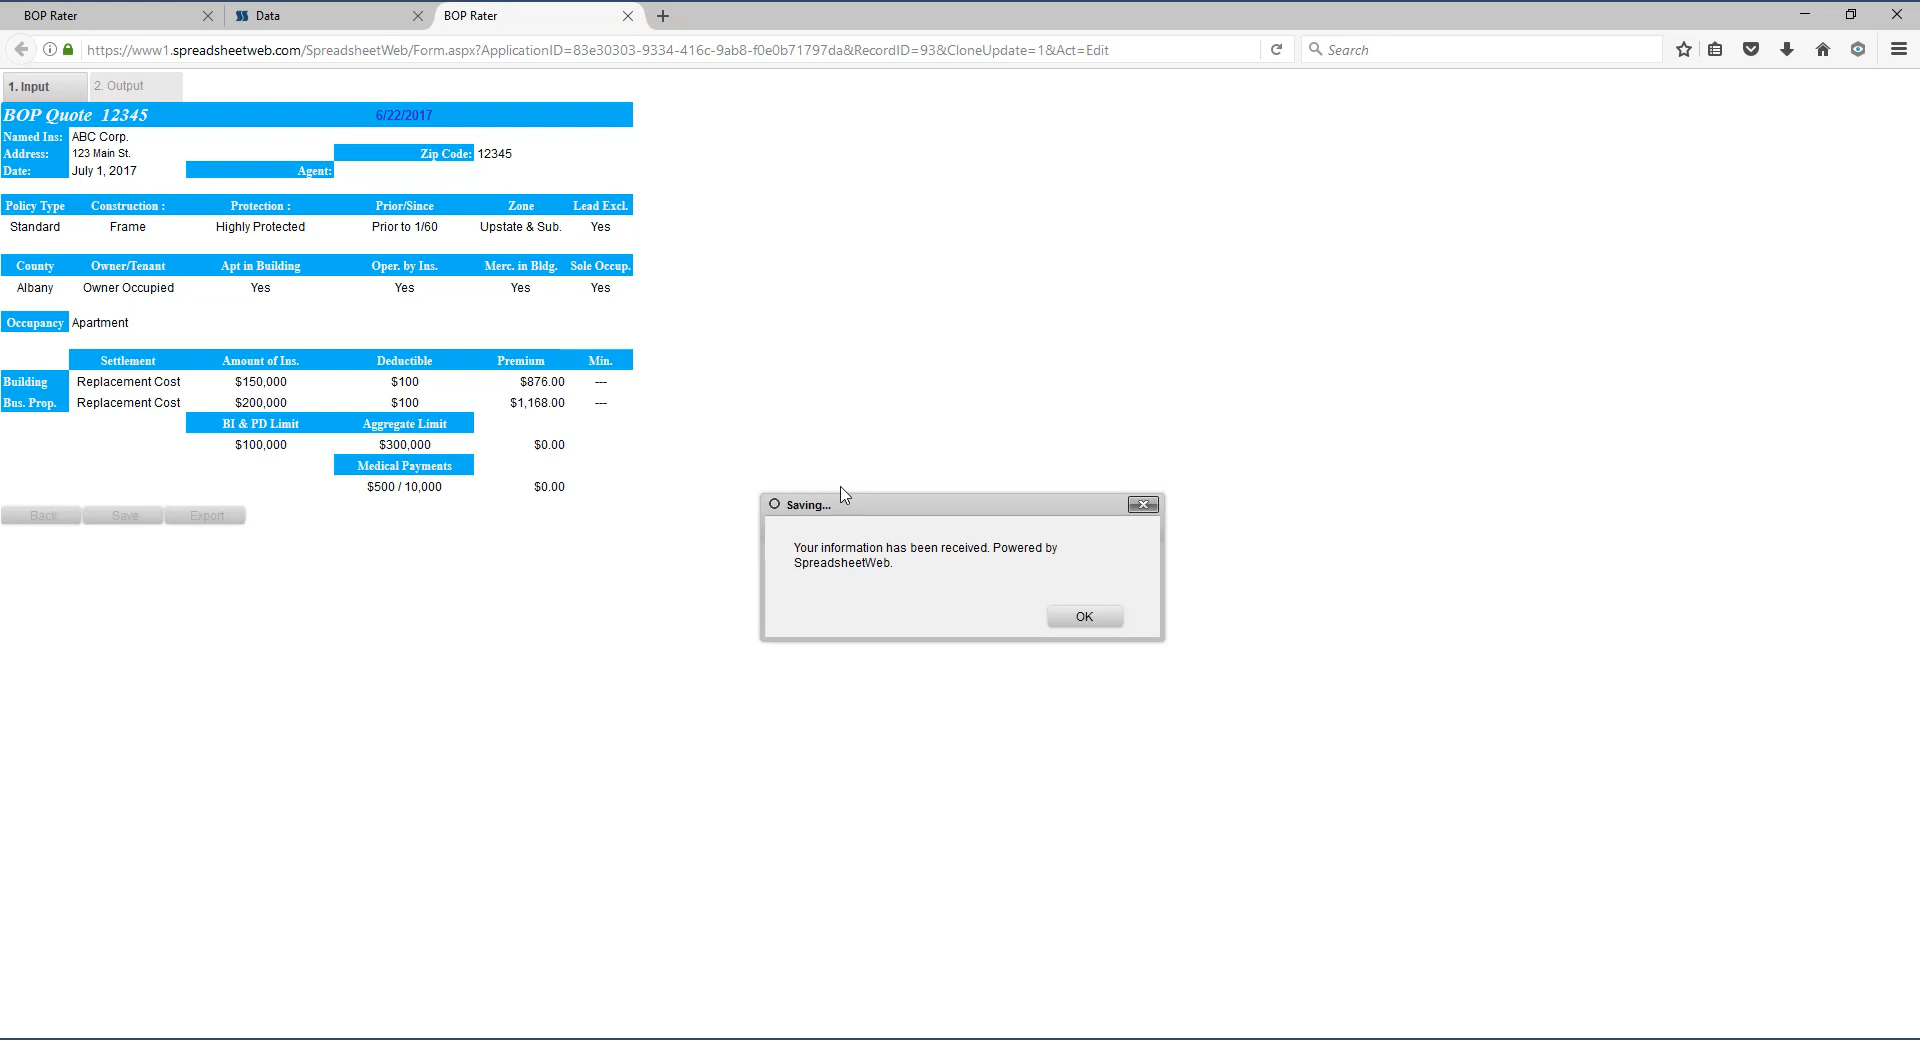 BOP Rater
Data
BOP Rater
https://www1.spreadsheetweb.com/SpreadsheetWeb/Form.aspx?ApplicationID=83e30303-9334-416c-9ab8-f0e0b71797da&RecordID=93&CloneUpdate=1&Act=Edit
Search
1. Input
2. Output
BOP Quote 12345
6/22/2017
Named Ins: ABC Corp.
Address: 123 Main St. Zip Code: 12345
Date: July 1, 2017 Agent:
Policy Type Construction : Protection : Prior/Since Zone Lead Excl.
Standard Frame Highly Protected Prior to 1/60 Upstate & Sub. Yes
County Owner/Tenant Apt in Building Oper. by Ins. Merc. in Bldg. Sole Occup.
Albany Owner Occupied Yes Yes Yes Yes
Occupancy Apartment
Settlement Amount of Ins. Deductible Premium Min.
Building Replacement Cost $150,000 $100 $876.00 ---
Bus. Prop. Replacement Cost $200,000 $100 $1,168.00 ---
BI & PD Limit Aggregate Limit
$100,000 $300,000 $0.00
Medical Payments
$500 / 10,000 $0.00
Back Save Export
Saving...
Your information has been received. Powered by
SpreadsheetWeb.
OK